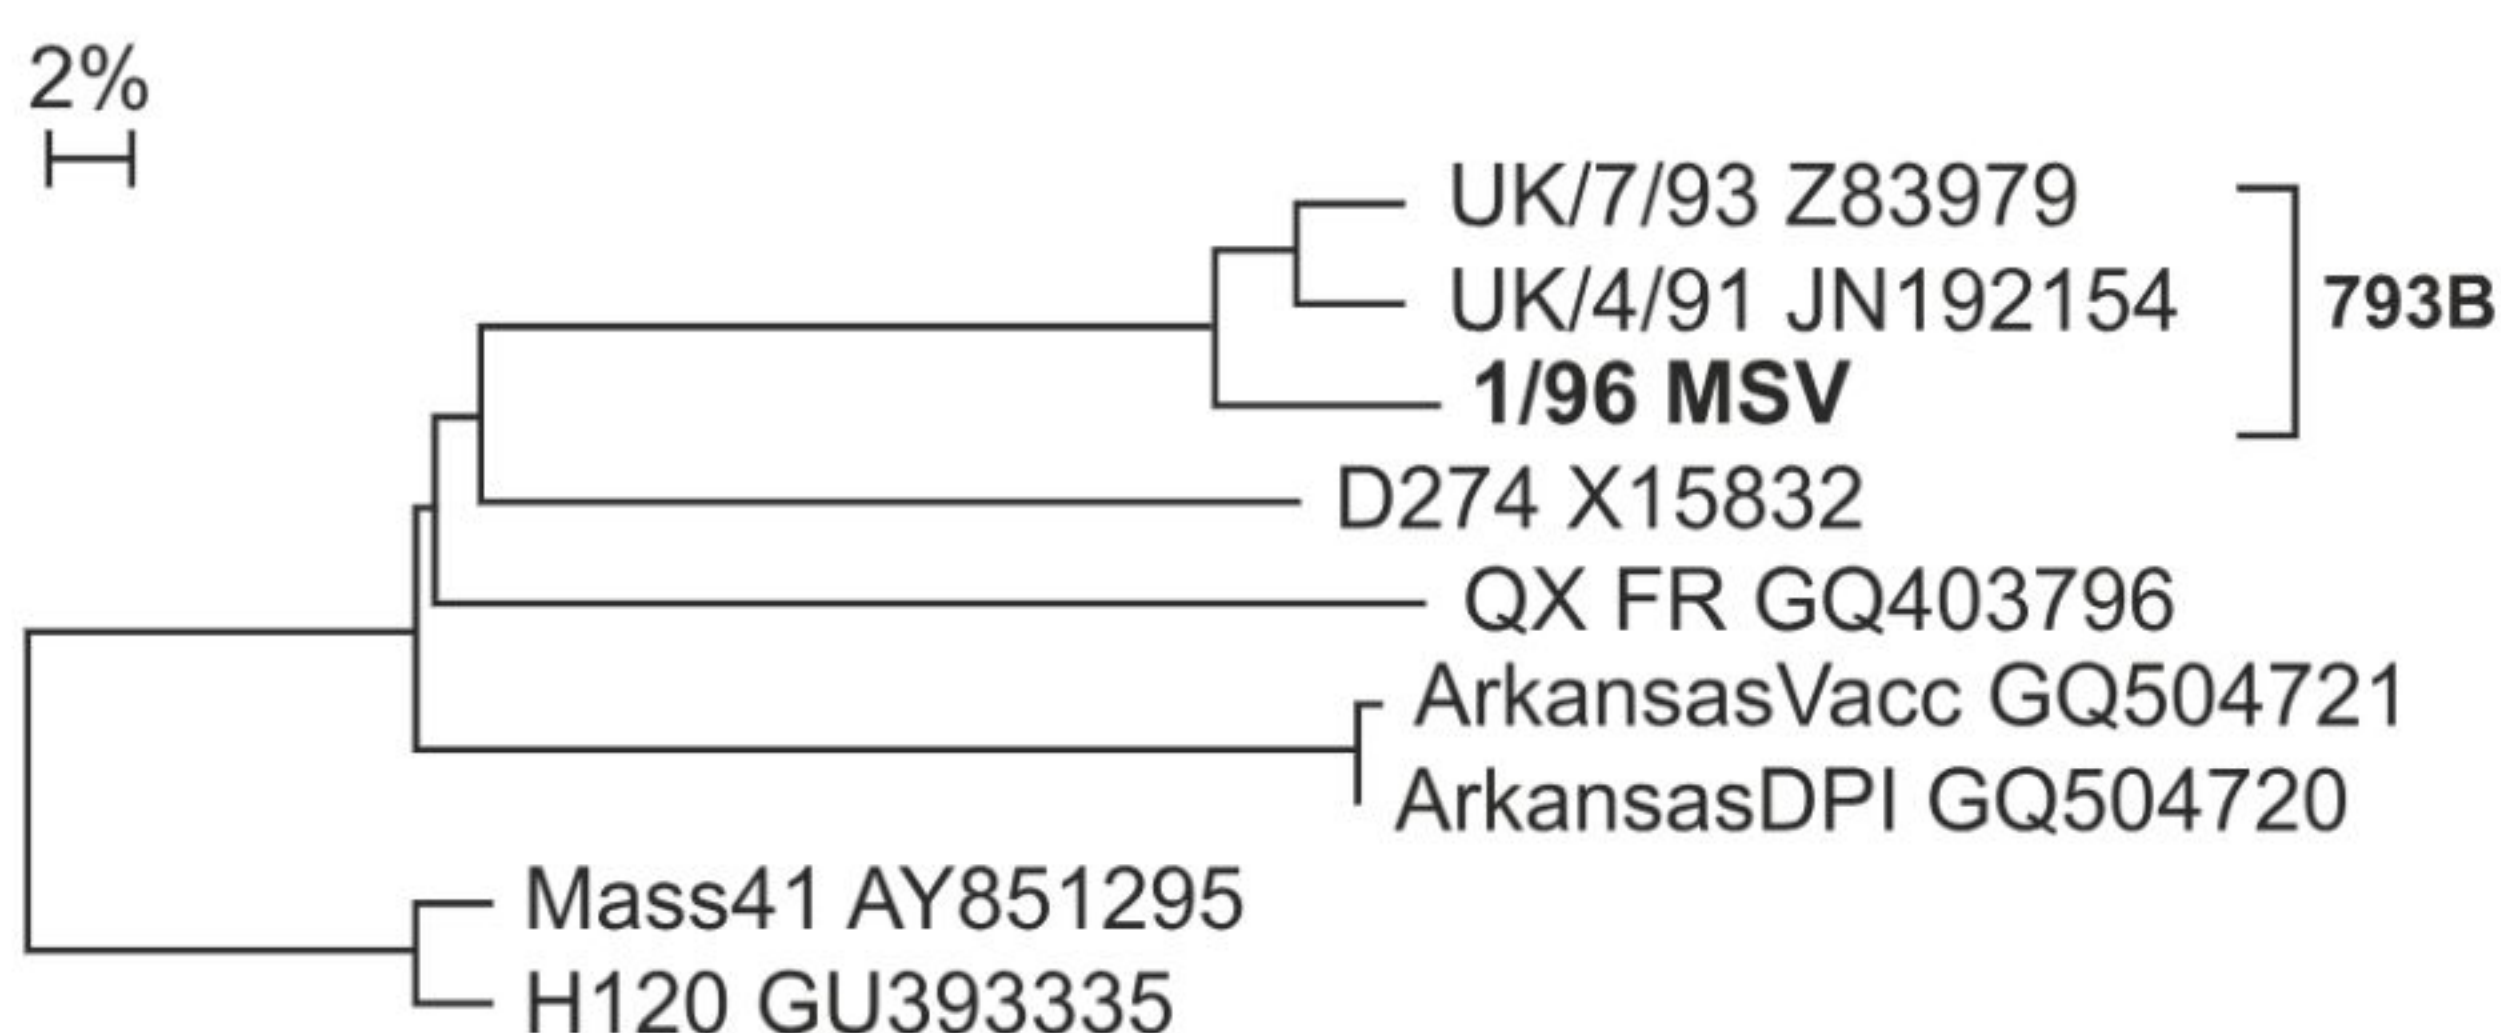 2%
UK/7/93 Z83979
UK/4/91 JN192154
793B
1/96 MSV
D274 X15832
QX FR GQ403796
ArkansasVacc GQ504721
ArkansasDPI GQ504720
Mass41 AY851295
H120 GU393335